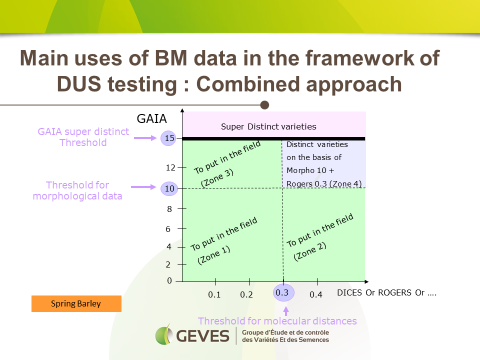 Main uses of BM data in the framework of
DUS testing : Combined approach
GAIA
GAIA super distinct
Threshold
15
Super Distinct varieties
To put in the field
(Zone 3)
Distinct varieties
on the basis of
Morpho 10 +
Rogers 0.3 (Zone 4)
12
Threshold for
morphological data
10
8
6
4
2
0
To put in the field
(Zone 1)
To put in the field
(Zone 2)
0.1
0.2
0.3
0.4
DICES Or ROGERS Or ....
Spring Barley
Threshold for molecular distances
GEVES
Groupe d'Étude et de contrôle
des Variétés Et des Semences